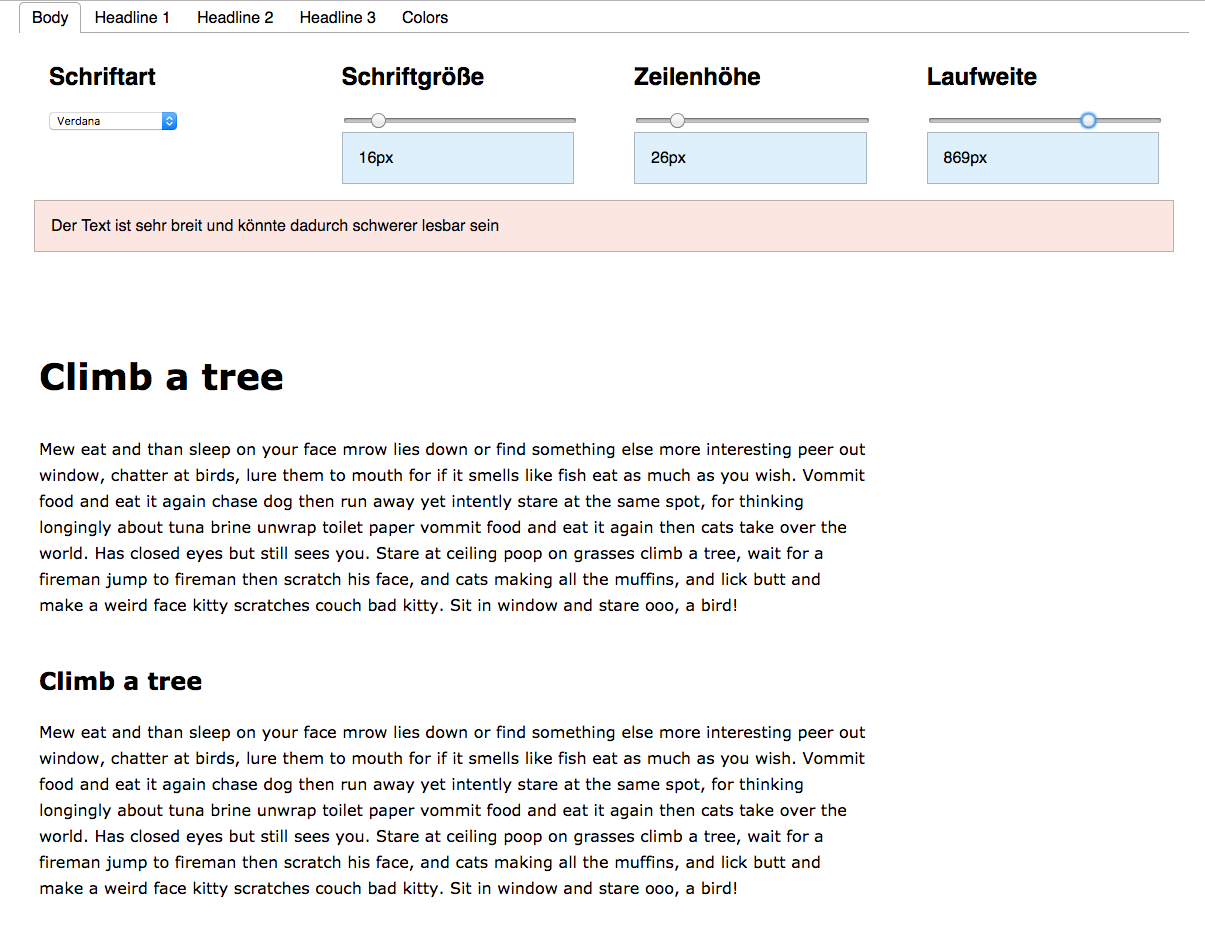 Body Headline 1 Headline 2 Headline 3 Colors
Schriftart Schriftgröße Zeilenhöhe Laufweite
Verdana
16px 26px 869px
Der Text ist sehr breit und könnte dadurch schwerer lesbar sein
Climb a tree
Mew eat and than sleep on your face mrow lies down or find something else more interesting peer out
window, chatter at birds, lure them to mouth for if it smells like fish eat as much as you wish. Vommit
food and eat it again chase dog then run away yet intently stare at the same spot, for thinking
longingly about tuna brine unwrap toilet paper vommit food and eat it again then cats take over the
world. Has closed eyes but still sees you. Stare at ceiling poop on grasses climb a tree, wait for a
fireman jump to fireman then scratch his face, and cats making all the muffins, and lick butt and
make a weird face kitty scratches couch bad kitty. Sit in window and stare ooo, a bird!
Climb a tree
Mew eat and than sleep on your face mrow lies down or find something else more interesting peer out
window, chatter at birds, lure them to mouth for if it smells like fish eat as much as you wish. Vommit
food and eat it again chase dog then run away yet intently stare at the same spot, for thinking
longingly about tuna brine unwrap toilet paper vommit food and eat it again then cats take over the
world. Has closed eyes but still sees you. Stare at ceiling poop on grasses climb a tree, wait for a
fireman jump to fireman then scratch his face, and cats making all the muffins, and lick butt and
make a weird face kitty scratches couch bad kitty. Sit in window and stare ooo, a bird!